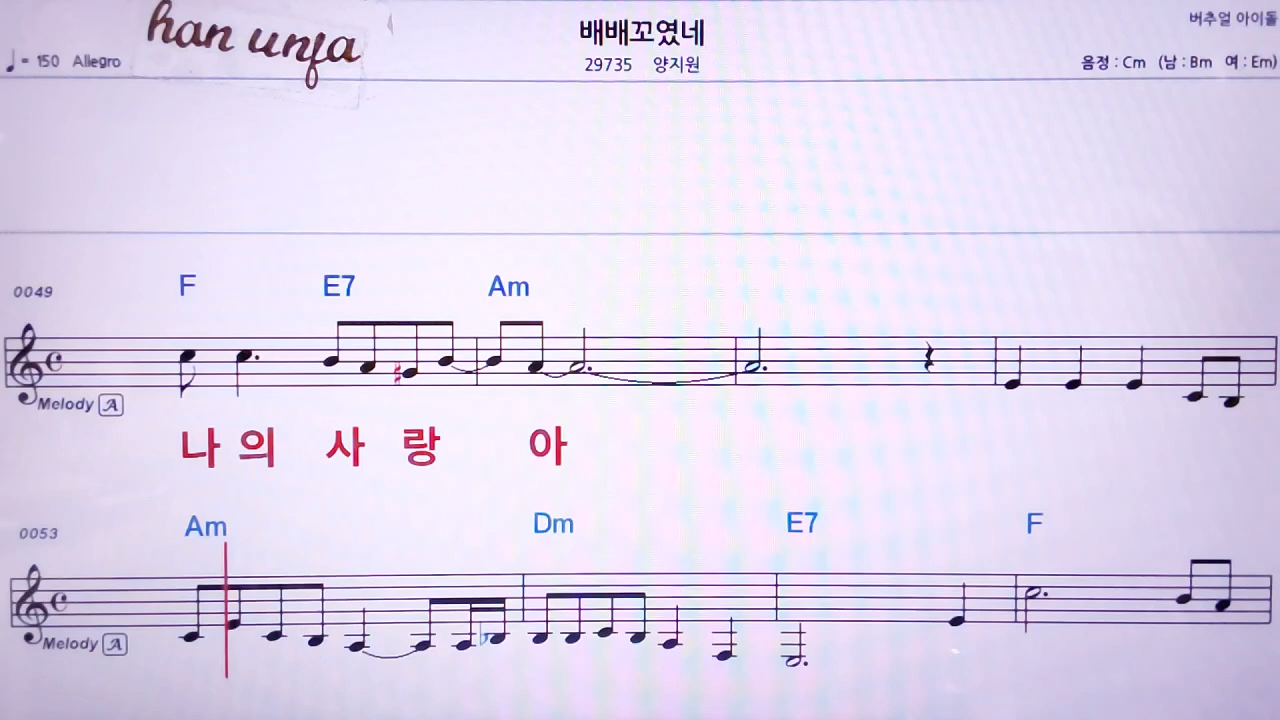 han unfa
배배꼬였네
버추얼 아이돌
♩= 150 Allegro
29735 양지원
음정 : Cm (남 : Bm 여 : Em)
0049 F E7 Am
Melody A
나 의 사 랑 아
0053 Am Dm E7 F
Melody A